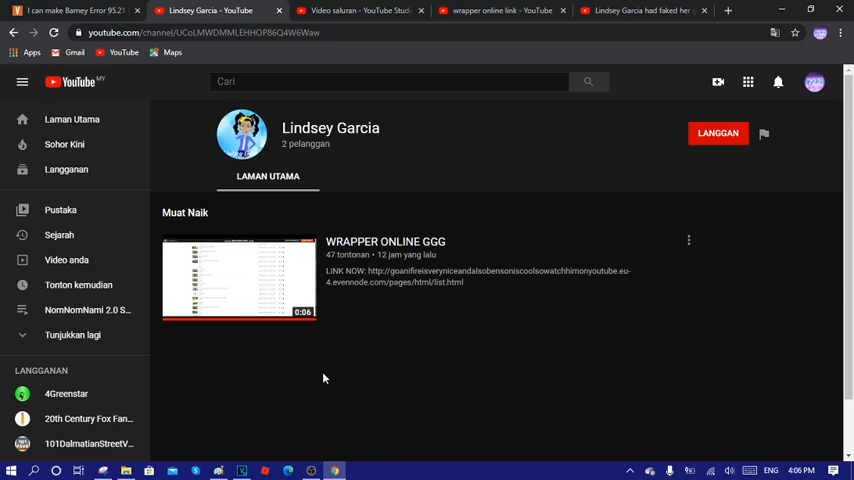 I can make Barney Error 95.21
Lindsey Garcia - YouTube
Video saluran - YouTube Stud
wrapper online link - YouTube
Lindsey Garcia had faked her g
youtube.com/channel/UCoLMWDMMLEHHOP86Q4W6Waw
Apps
Gmail
YouTube
Maps
YouTube MY
Cari
Laman Utama
Sohor Kini
Langganan
Pustaka
Sejarah
Video anda
Tonton kemudian
NomNomNami 2.0 S...
Tunjukkan lagi
LANGGANAN
4Greenstar
20th Century Fox Fan...
101DalmatianStreetV...
Lindsey Garcia
2 pelanggan
LANGGAN
LAMAN UTAMA
Muat Naik
0:06
WRAPPER ONLINE GGG
47 tontonan • 12 jam yang lalu
LINK NOW: http://goanifireisveryniceandalsobensoniscoolsowatchhimonyoutube.eu-
4.evennode.com/pages/html/list.html
ENG
4:06 PM